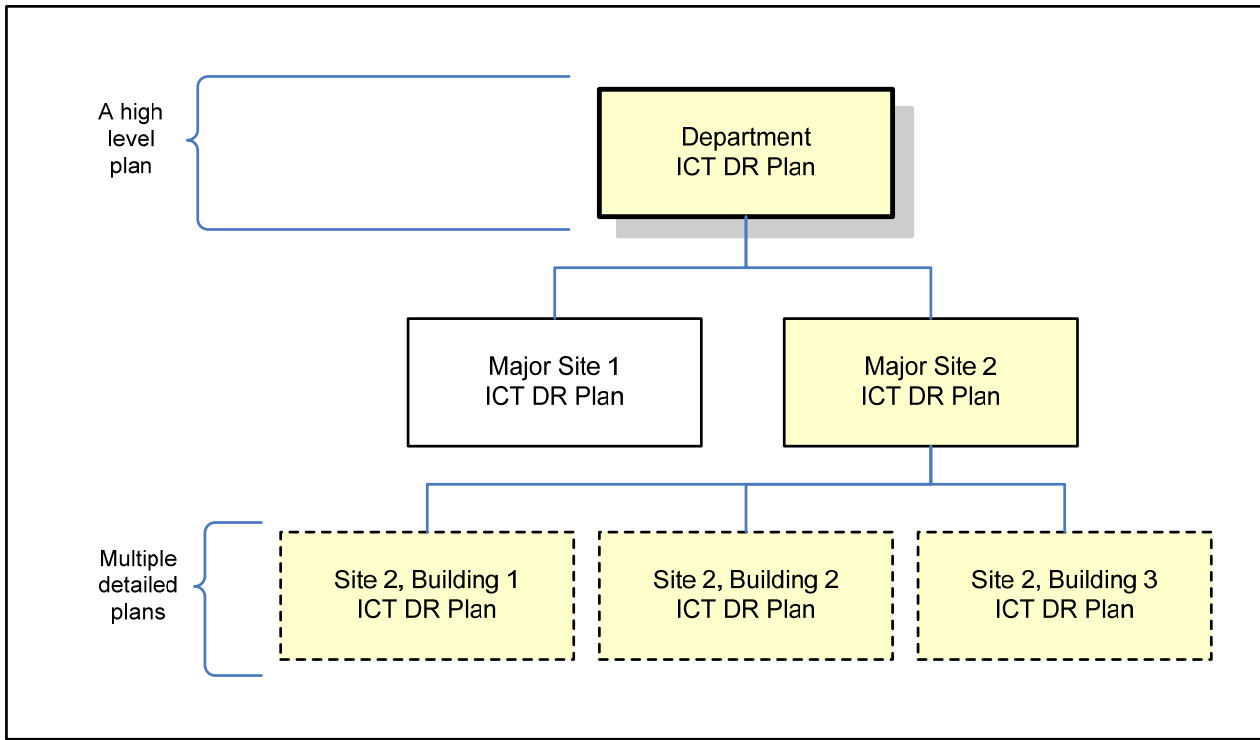 A high
level
plan
Department
ICT DR Plan
Major Site 1
ICT DR Plan
Major Site 2
ICT DR Plan
Multiple
detailed
plans
Site 2, Building 1
ICT DR Plan
Site 2, Building 2
ICT DR Plan
Site 2, Building 3
ICT DR Plan